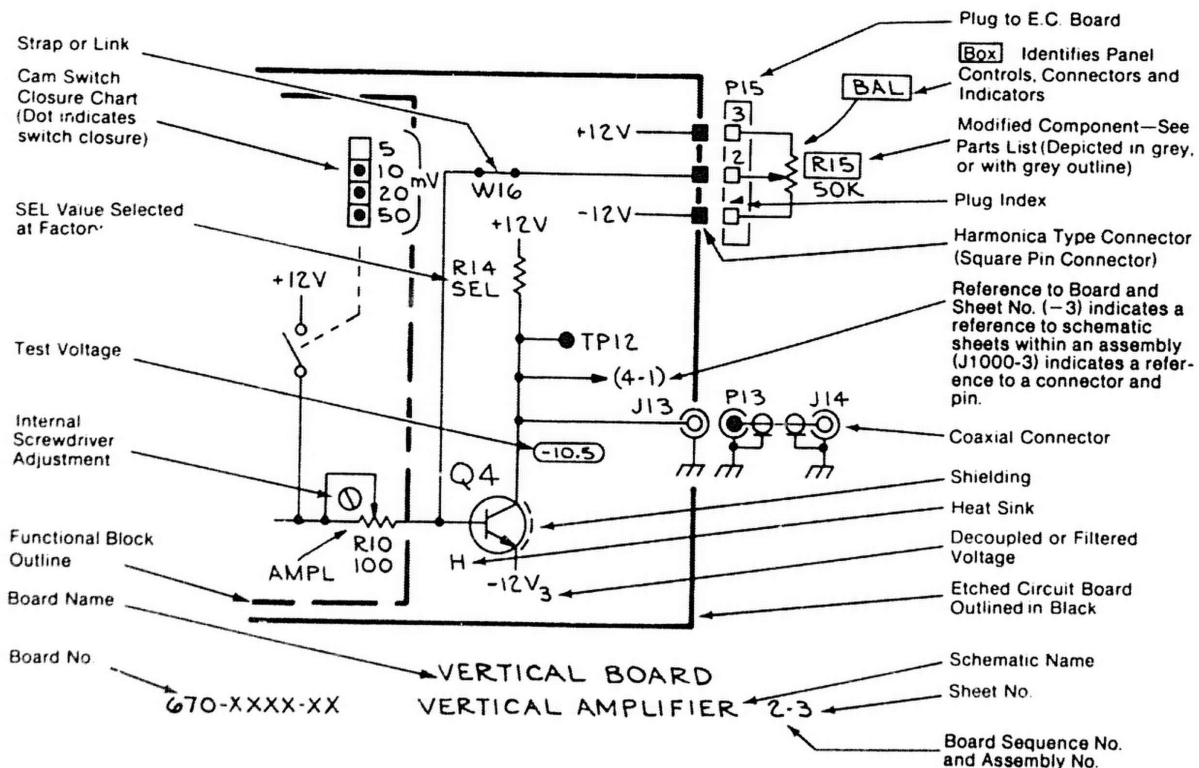 Plug to E.C. Board
Strap or Link
Cam Switch
Closure Chart
(Dot indicates
switch closure)
P15
BAL
Box Identifies Panel
Controls, Connectors and
Indicators
3
+12V
5
10
20
50
mV
W16
2
R15
50K
Modified Component—See
Parts List (Depicted in grey,
or with grey outline)
SEL Value Selected
at Factory
-12V
Plug Index
+12V
Harmonica Type Connector
(Square Pin Connector)
R14
SEL
+12V
Reference to Board and
Sheet No. (-3) indicates a
reference to schematic
sheets within an assembly
(J1000-3) indicates a refer-
ence to a connector and
pin.
Test Voltage
TP12
(4-1)
J13
P13
J14
Coaxial Connector
Internal
Screwdriver
Adjustment
-10.5
Q4
Shielding
Heat Sink
Functional Block
Outline
R10
100
AMPL
H
-12V3
Decoupled or Filtered
Voltage
Board Name
Etched Circuit Board
Outlined in Black
Board No.
VERTICAL BOARD
Schematic Name
670-XXXX-XX
VERTICAL AMPLIFIER 2-3
Sheet No.
Board Sequence No.
and Assembly No.